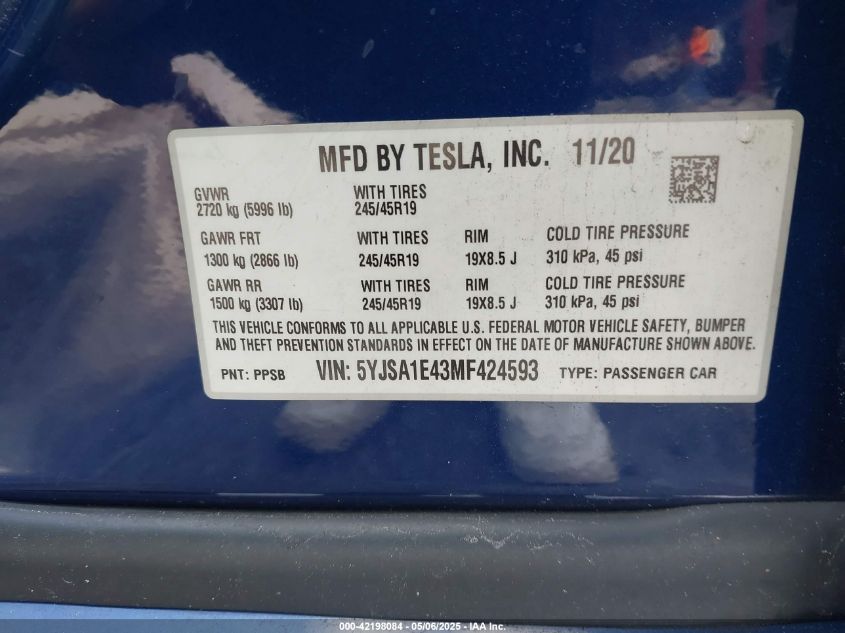 MFD BY TESLA, INC. 11/20
GVWR
2720 kg (5996 lb)
WITH TIRES
245/45R19
GAWR FRT WITH TIRES RIM COLD TIRE PRESSURE
1300 kg (2866 lb) 245/45R19 19X8.5 J 310 kPa, 45 psi
GAWR RR WITH TIRES RIM COLD TIRE PRESSURE
1500 kg (3307 lb) 245/45R19 19X8.5 J 310 kPa, 45 psi
THIS VEHICLE CONFORMS TO ALL APPLICABLE U.S. FEDERAL MOTOR VEHICLE SAFETY, BUMPER
AND THEFT PREVENTION STANDARDS IN EFFECT ON THE DATE OF MANUFACTURE SHOWN ABOVE.
PNT: PPSB VIN: 5YJSA1E43MF424593 TYPE: PASSENGER CAR
000-42198084 - 05/06/2025 - IAA Inc.